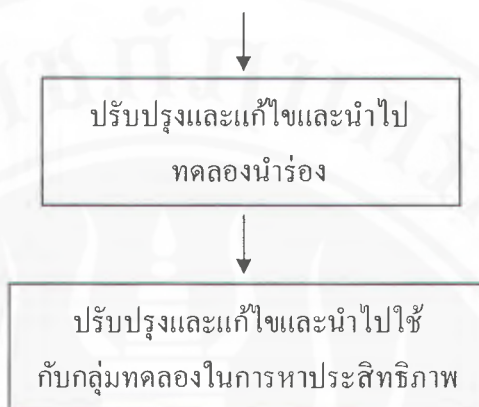 ปรับปรุงและแก้ไขและนำไป
ทดลองนำร่อง
ปรับปรุงและแก้ไขและนำไปใช้
กับกลุ่มทดลองในการหาประสิทธิภาพ